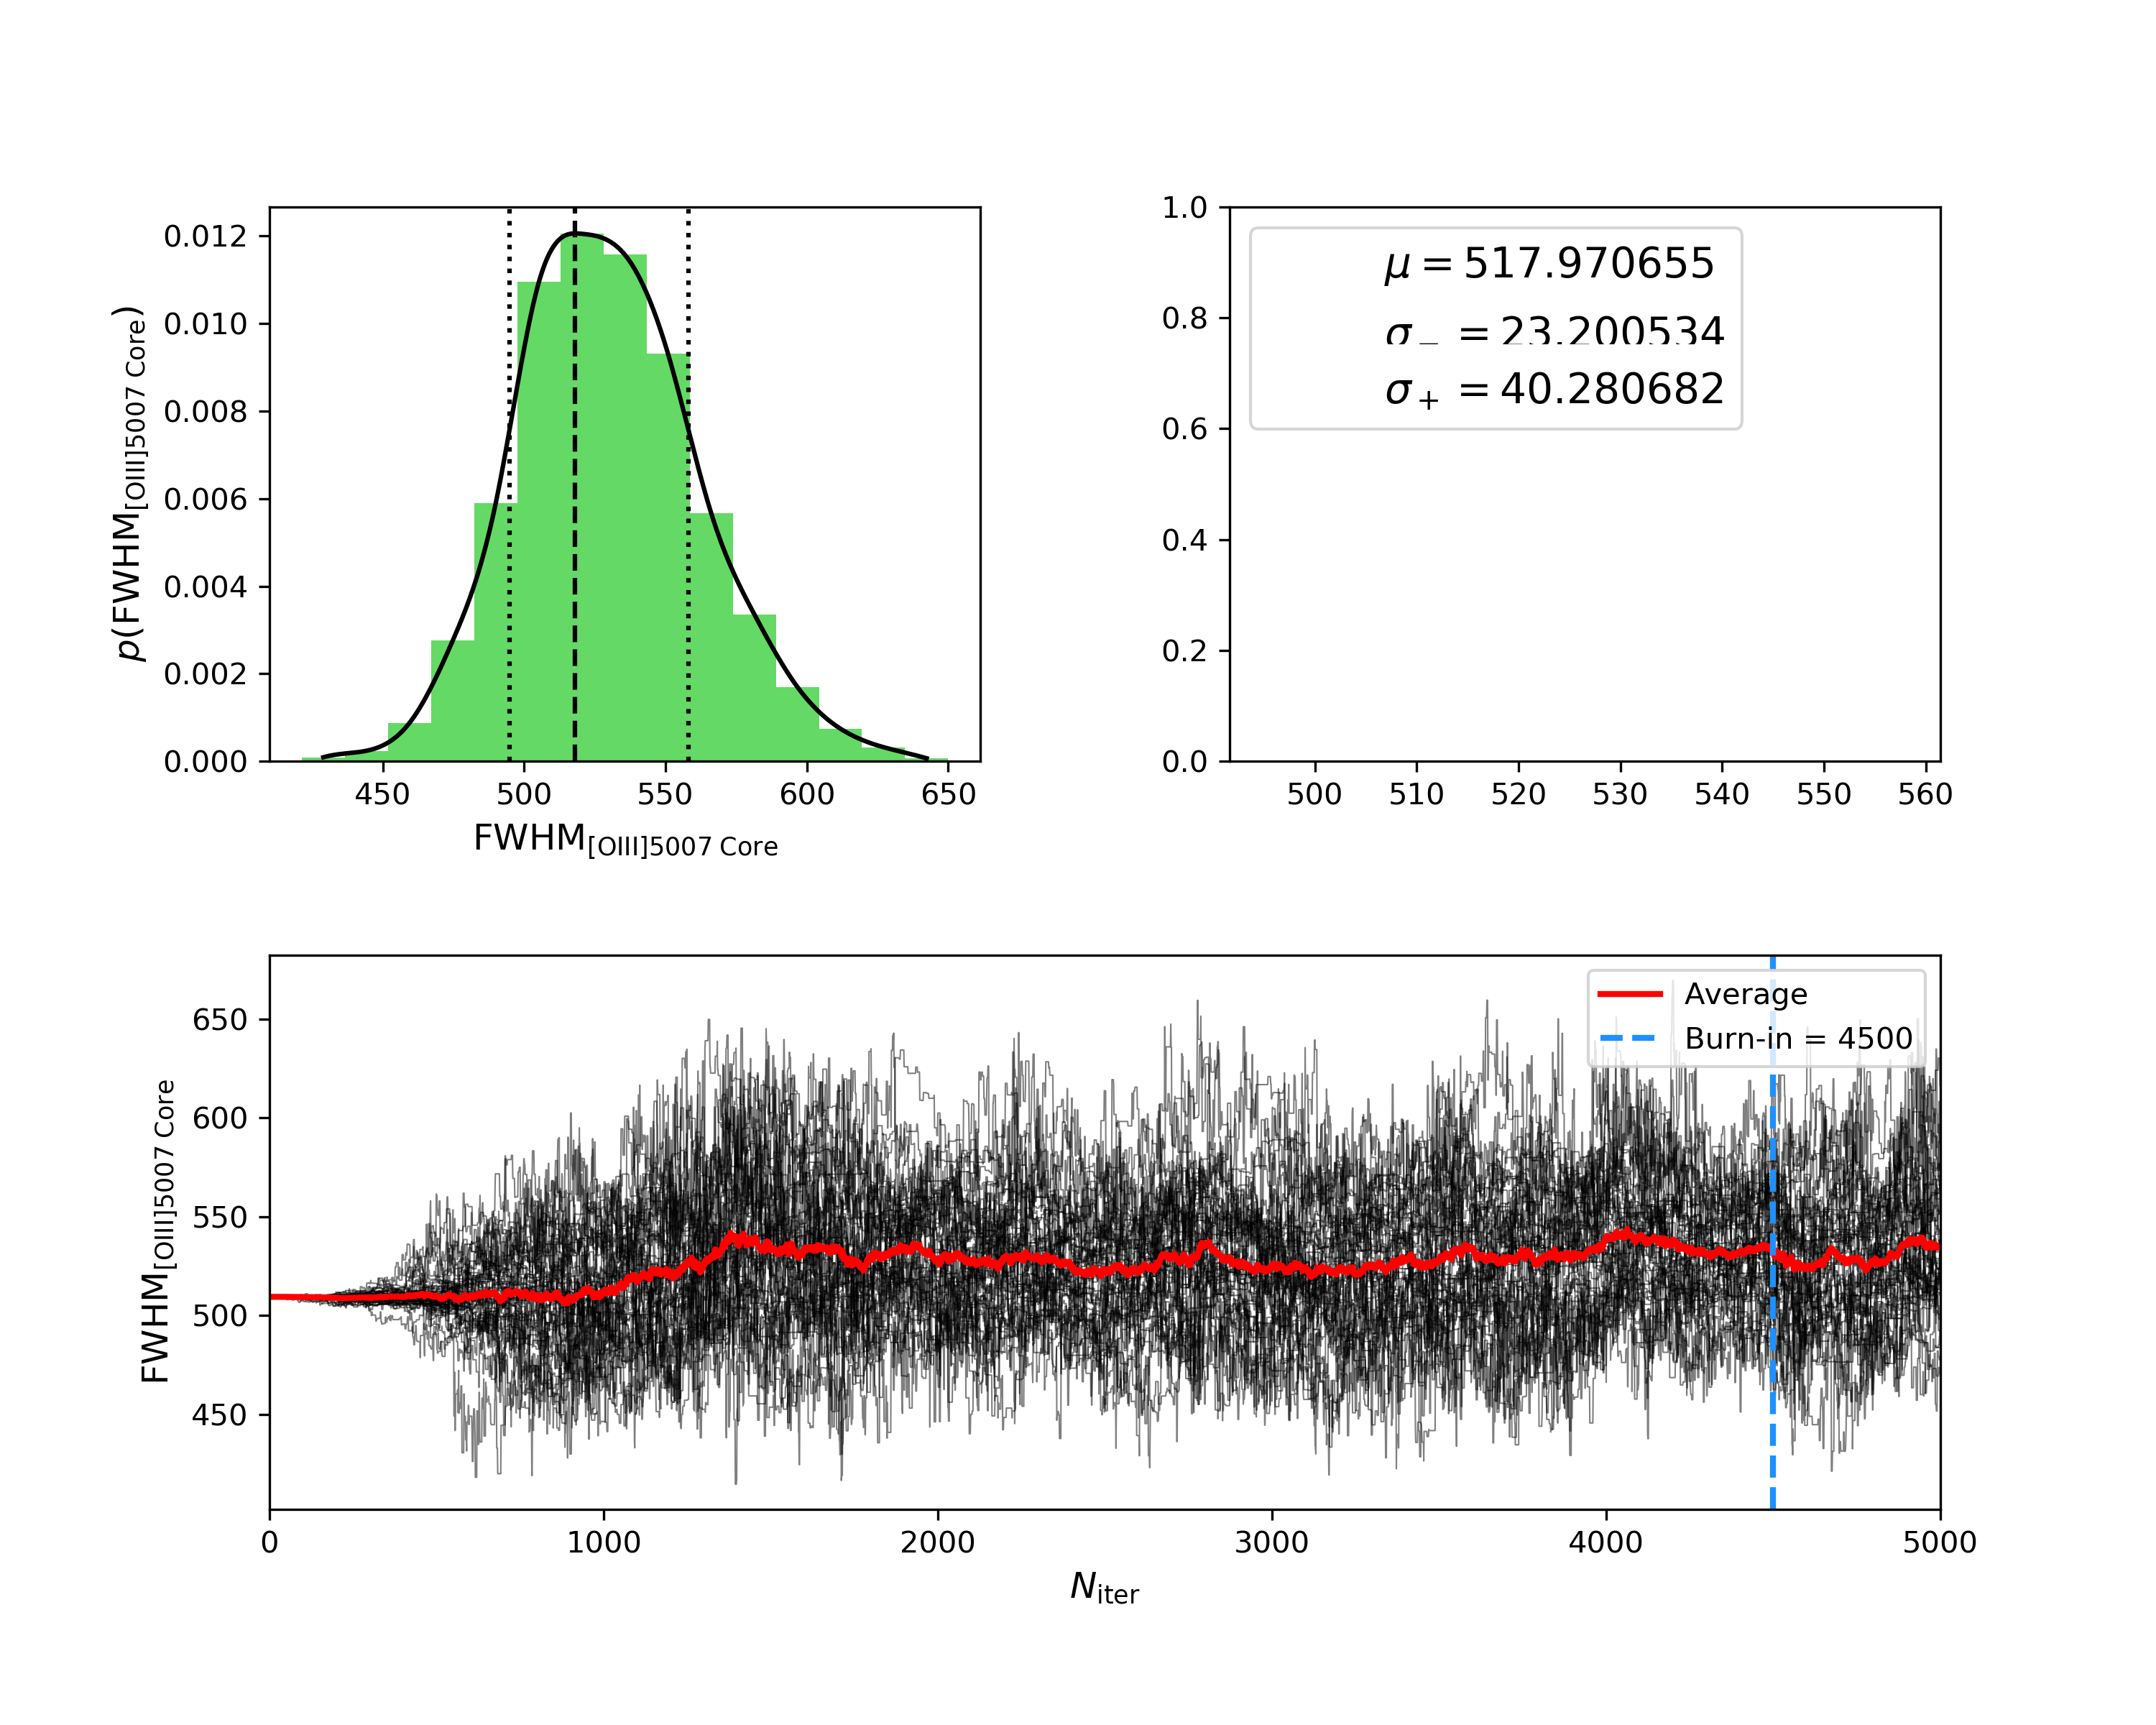 0.012
0.010
0.008
0.006
0.004
0.002
0.000
p(FWHM[OIII]5007 Core)
450 500 550 600 650
FWHM[OIII]5007 Core
1.0
0.8
0.6
0.4
0.2
0.0
μ = 517.970655
σ− = 23.200534
σ+ = 40.280682
500 510 520 530 540 550 560
650
600
550
500
450
FWHM[OIII]5007 Core
Average
Burn-in = 4500
0 1000 2000 3000 4000 5000
Niter